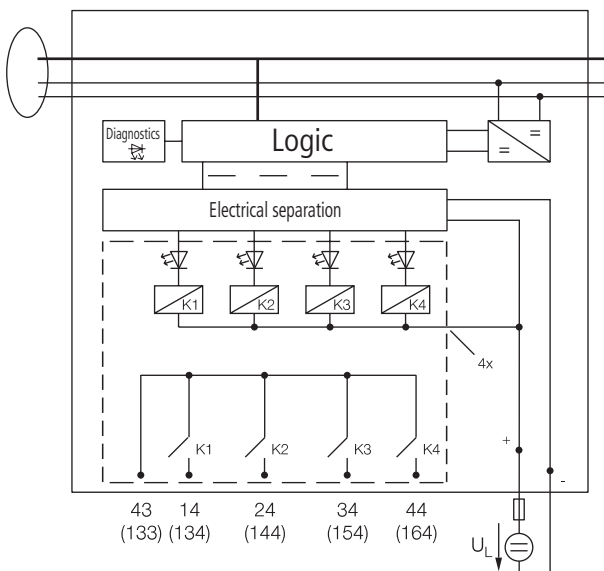 Diagnostics
Logic
=
=
Electrical separation
K1
K2
K3
K4
4x
K1
K2
K3
K4
+
-
43 14 24 34 44
(133) (134) (144) (154) (164)
UL
=